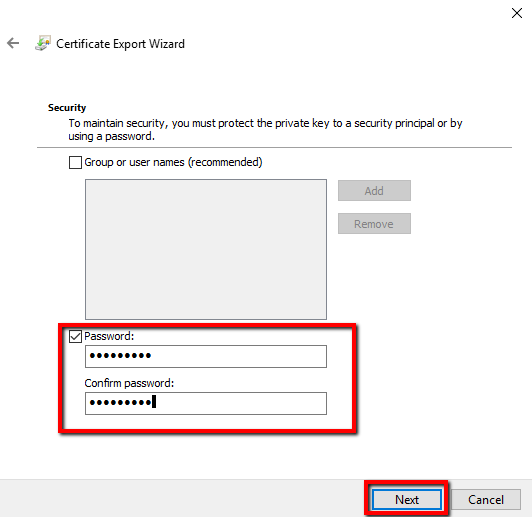 Certificate Export Wizard
Security
To maintain security, you must protect the private key to a security principal or by
using a password.
Group or user names (recommended)
Add
Remove
Password:
•••••••••
Confirm password:
•••••••••
Next
Cancel